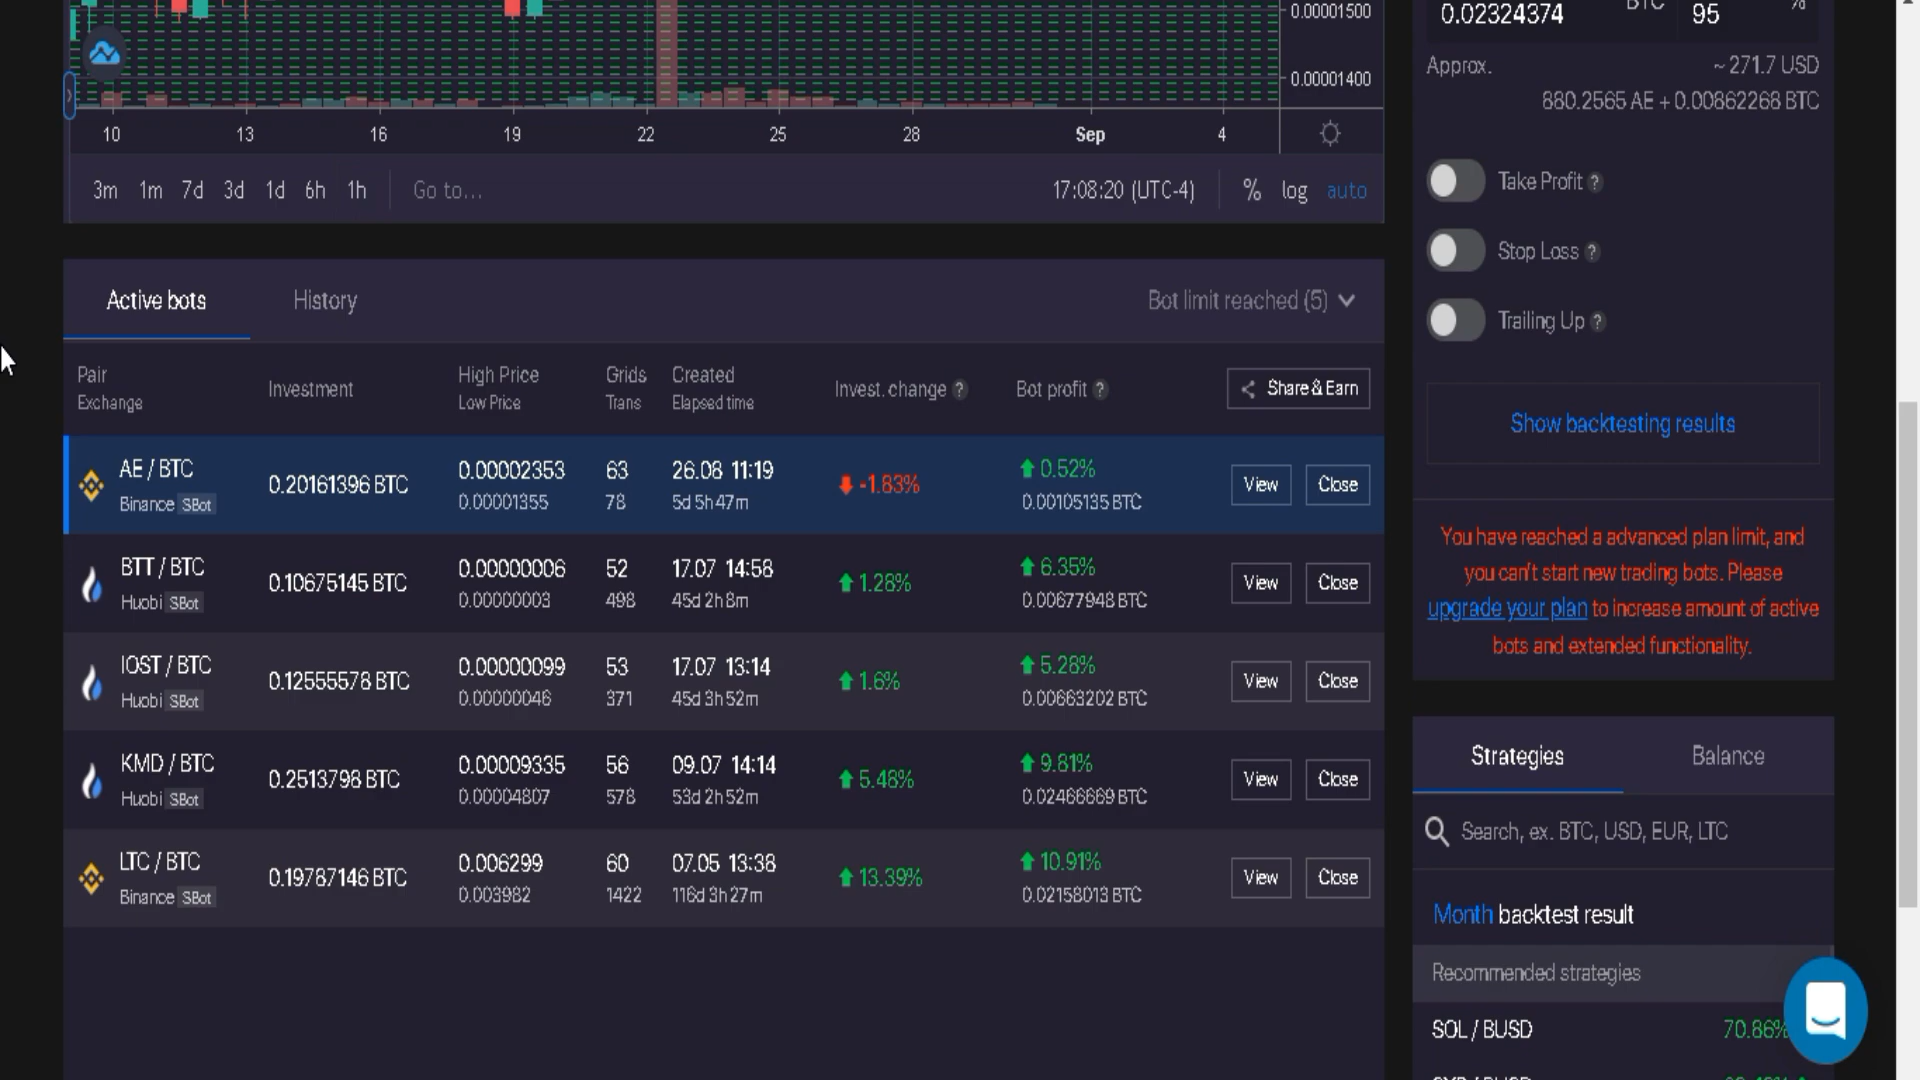 0.00001500
0.02324374 BTC 95 %
0.00001400
Approx. ~ 271.7 USD
880.2565 AE + 0.00862268 BTC
10 13 16 19 22 25 28 Sep 4
3m 1m 7d 3d 1d 6h 1h Go to... 17:08:20 (UTC-4) % log auto
Take Profit ?
Stop Loss ?
Trailing Up ?
Show backtesting results
Active bots History Bot limit reached (5)
Pair Exchange Investment High Price Low Price Grids Trans Created Elapsed time Invest. change ? Bot profit ? Share & Earn
AE / BTC 0.20161396 BTC 0.00002353 63 26.08 11:19 -1.83% 0.52% View Close
Binance SBot 0.00001355 78 5d 5h 47m 0.00105135 BTC
BTT / BTC 0.10675145 BTC 0.00000006 52 17.07 14:58 1.28% 6.35% View Close
Huobi SBot 0.00000003 498 45d 2h 8m 0.00677948 BTC
IOST / BTC 0.12555578 BTC 0.00000099 53 17.07 13:14 1.6% 5.28% View Close
Huobi SBot 0.00000046 371 45d 3h 52m 0.00663202 BTC
KMD / BTC 0.2513798 BTC 0.00009335 56 09.07 14:14 5.48% 9.81% View Close
Huobi SBot 0.00004807 578 53d 2h 52m 0.02466669 BTC
LTC / BTC 0.19787146 BTC 0.006299 60 07.05 13:38 13.39% 10.91% View Close
Binance SBot 0.003982 1422 116d 3h 27m 0.02158013 BTC
You have reached a advanced plan limit, and
you can't start new trading bots. Please
upgrade your plan to increase amount of active
bots and extended functionality.
Strategies Balance
Search, ex. BTC, USD, EUR, LTC
Month backtest result
Recommended strategies
SOL / BUSD 70.86%